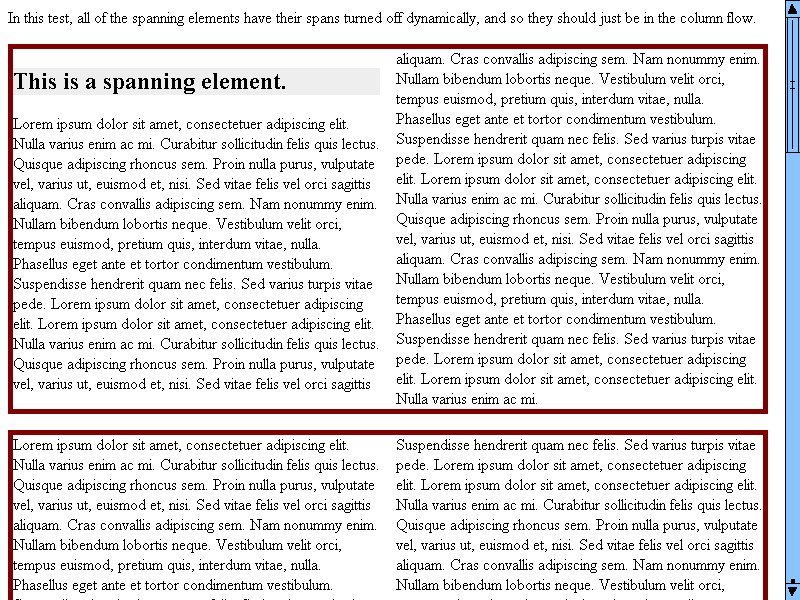 In this test, all of the spanning elements have their spans turned off dynamically, and so they should just be in the column flow.
This is a spanning element.
Lorem ipsum dolor sit amet, consectetuer adipiscing elit.
Nulla varius enim ac mi. Curabitur sollicitudin felis quis lectus.
Quisque adipiscing rhoncus sem. Proin nulla purus, vulputate
vel, varius ut, euismod et, nisi. Sed vitae felis vel orci sagittis
aliquam. Cras convallis adipiscing sem. Nam nonummy enim.
Nullam bibendum lobortis neque. Vestibulum velit orci,
tempus euismod, pretium quis, interdum vitae, nulla.
Phasellus eget ante et tortor condimentum vestibulum.
Suspendisse hendrerit quam nec felis. Sed varius turpis vitae
pede. Lorem ipsum dolor sit amet, consectetuer adipiscing
elit. Lorem ipsum dolor sit amet, consectetuer adipiscing elit.
Nulla varius enim ac mi. Curabitur sollicitudin felis quis lectus.
Quisque adipiscing rhoncus sem. Proin nulla purus, vulputate
vel, varius ut, euismod et, nisi. Sed vitae felis vel orci sagittis
aliquam. Cras convallis adipiscing sem. Nam nonummy enim.
Nullam bibendum lobortis neque. Vestibulum velit orci,
tempus euismod, pretium quis, interdum vitae, nulla.
Phasellus eget ante et tortor condimentum vestibulum.
Suspendisse hendrerit quam nec felis. Sed varius turpis vitae
pede. Lorem ipsum dolor sit amet, consectetuer adipiscing
elit. Lorem ipsum dolor sit amet, consectetuer adipiscing elit.
Nulla varius enim ac mi. Curabitur sollicitudin felis quis lectus.
Quisque adipiscing rhoncus sem. Proin nulla purus, vulputate
vel, varius ut, euismod et, nisi. Sed vitae felis vel orci sagittis
aliquam. Cras convallis adipiscing sem. Nam nonummy enim.
Nullam bibendum lobortis neque. Vestibulum velit orci,
tempus euismod, pretium quis, interdum vitae, nulla.
Phasellus eget ante et tortor condimentum vestibulum.
Suspendisse hendrerit quam nec felis. Sed varius turpis vitae
pede. Lorem ipsum dolor sit amet, consectetuer adipiscing
elit. Lorem ipsum dolor sit amet, consectetuer adipiscing elit.
Nulla varius enim ac mi.
Lorem ipsum dolor sit amet, consectetuer adipiscing elit.
Nulla varius enim ac mi. Curabitur sollicitudin felis quis lectus.
Quisque adipiscing rhoncus sem. Proin nulla purus, vulputate
vel, varius ut, euismod et, nisi. Sed vitae felis vel orci sagittis
aliquam. Cras convallis adipiscing sem. Nam nonummy enim.
Nullam bibendum lobortis neque. Vestibulum velit orci,
tempus euismod, pretium quis, interdum vitae, nulla.
Phasellus eget ante et tortor condimentum vestibulum.
Suspendisse hendrerit quam nec felis. Sed varius turpis vitae
pede. Lorem ipsum dolor sit amet, consectetuer adipiscing
elit. Lorem ipsum dolor sit amet, consectetuer adipiscing elit.
Nulla varius enim ac mi. Curabitur sollicitudin felis quis lectus.
Quisque adipiscing rhoncus sem. Proin nulla purus, vulputate
vel, varius ut, euismod et, nisi. Sed vitae felis vel orci sagittis
aliquam. Cras convallis adipiscing sem. Nam nonummy enim.
Nullam bibendum lobortis neque. Vestibulum velit orci,